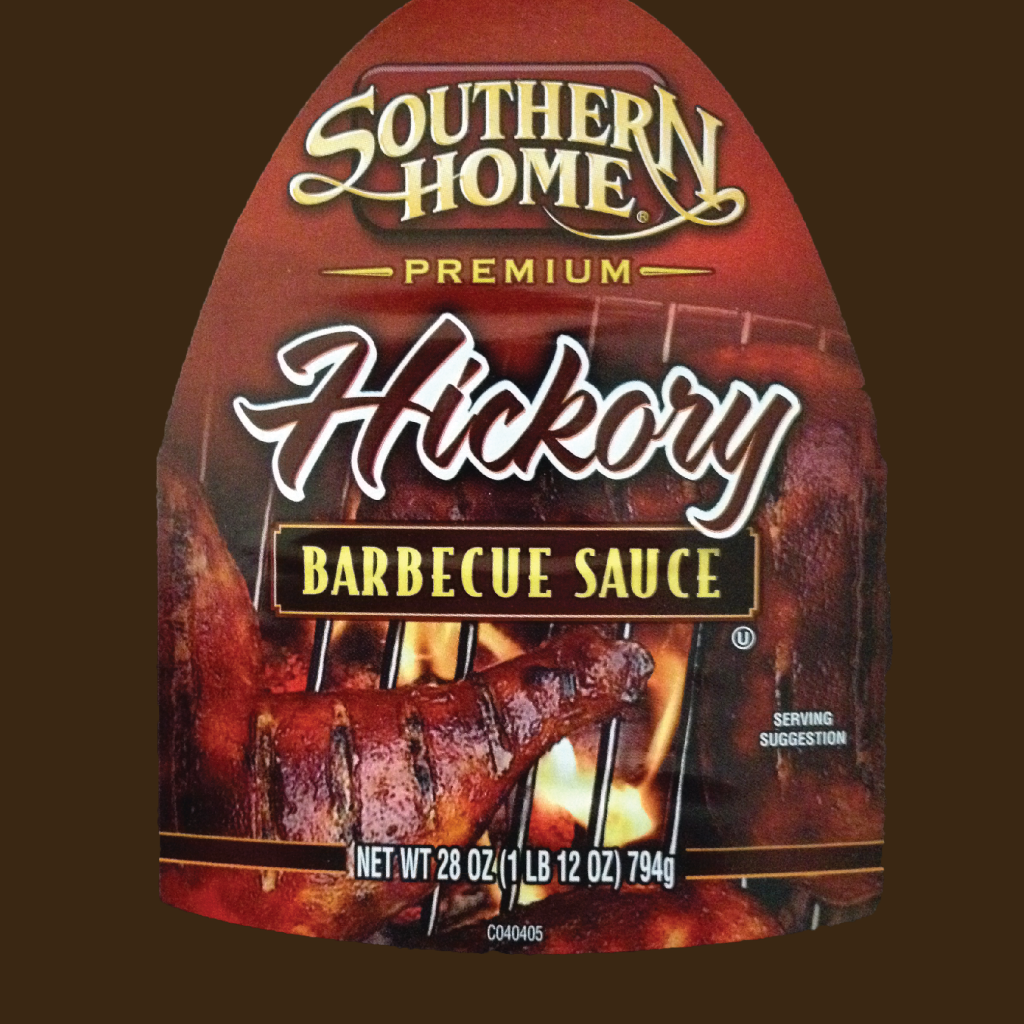 SOUTHERN
HOME®
PREMIUM
Hickory
BARBECUE SAUCE
U
SERVING
SUGGESTION
NET WT 28 OZ (1 LB 12 OZ) 794g
C040405